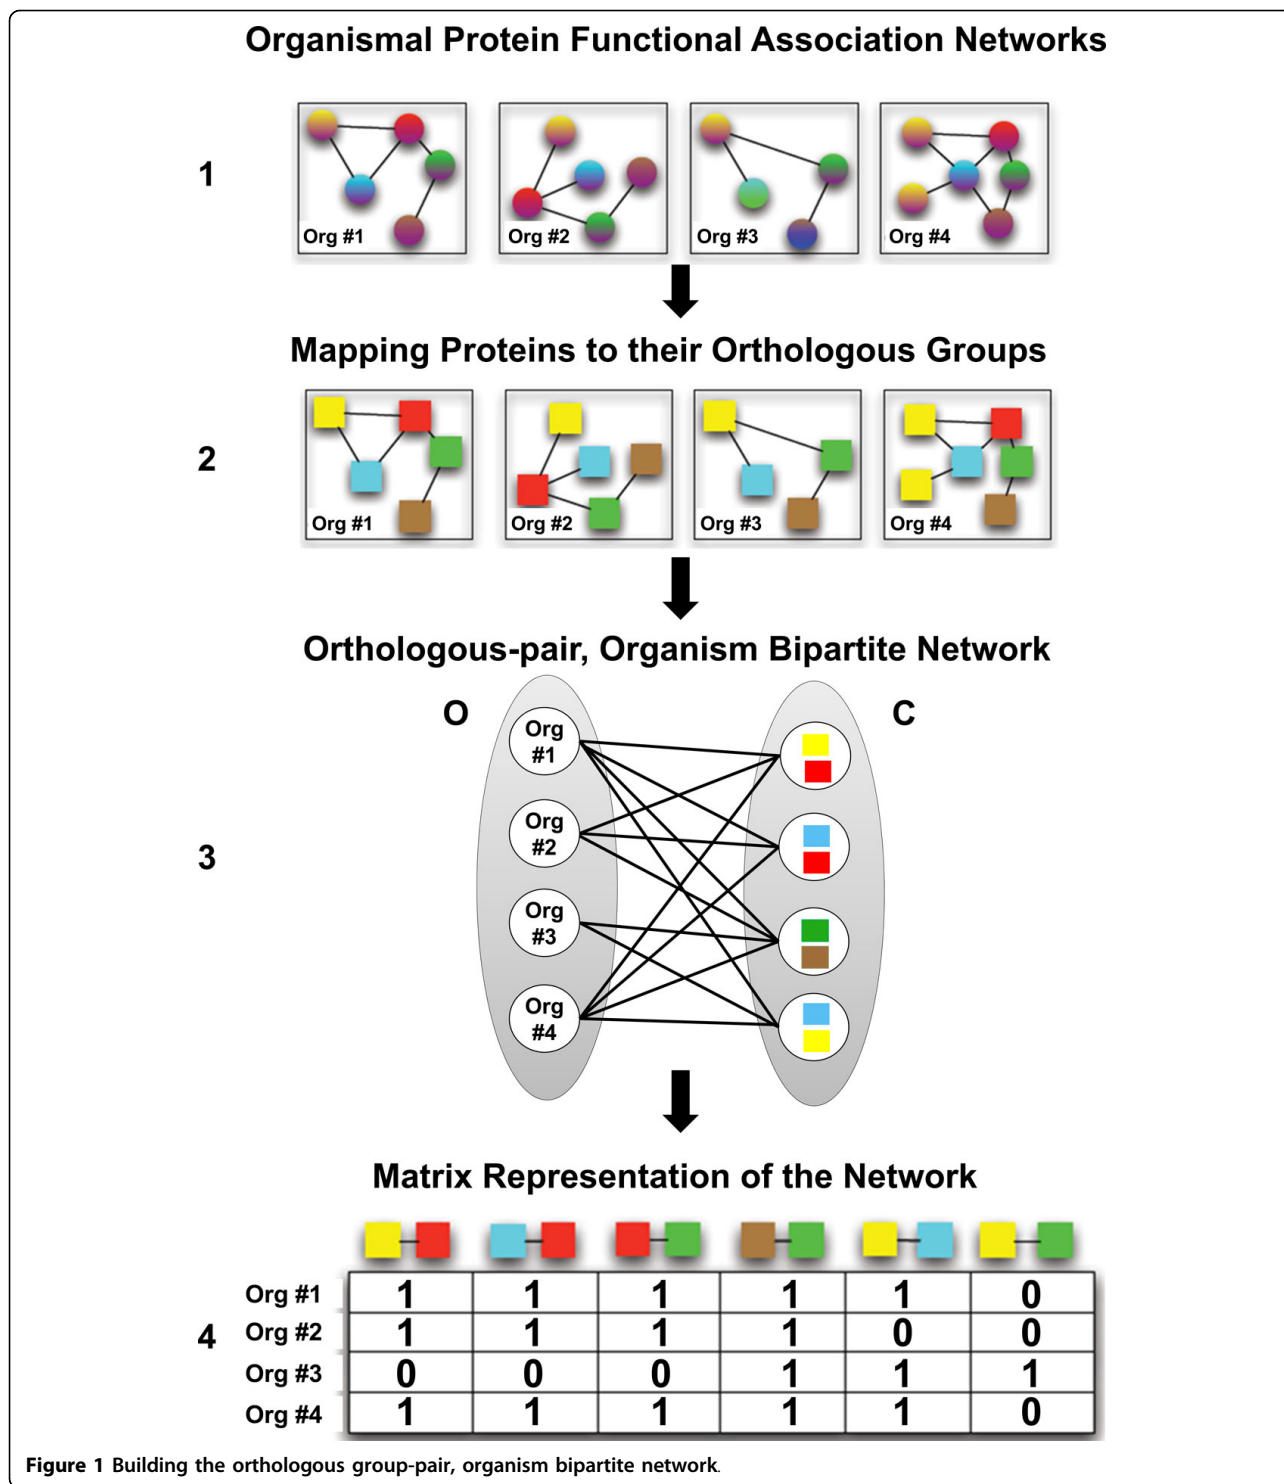 Organismal Protein Functional Association Networks
1
Org #1 Org #2 Org #3 Org #4
Mapping Proteins to their Orthologous Groups
2
Org #1 Org #2 Org #3 Org #4
Orthologous-pair, Organism Bipartite Network
O C
Org
#1
Org
#2
3
Org
#3
Org
#4
Matrix Representation of the Network
4
Org #1 1 1 1 1 1 0
Org #2 1 1 1 1 0 0
Org #3 0 0 0 1 1 1
Org #4 1 1 1 1 1 0
Figure 1 Building the orthologous group-pair, organism bipartite network.